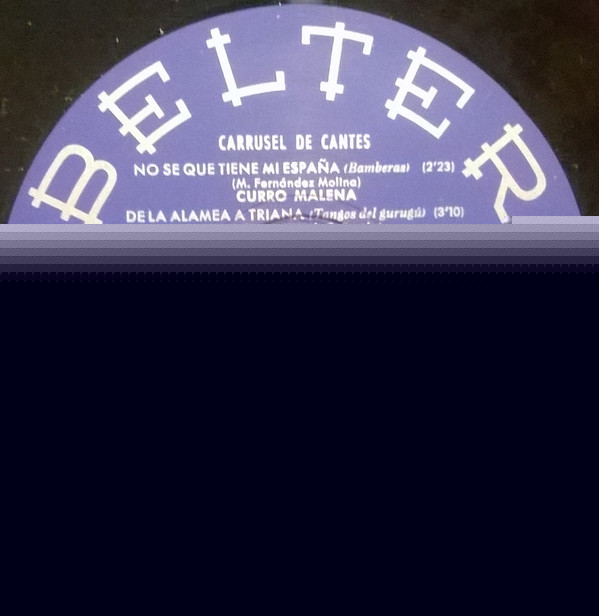 BELTER
CARRUSEL DE CANTES
NO SE QUE TIENE MI ESPAÑA (Bamberas) (2'23)
(M. Fernández Molina)
CURRO MALENA
DE LA ALAMEA A TRIANA (Tangos del gurugú) (3'10)